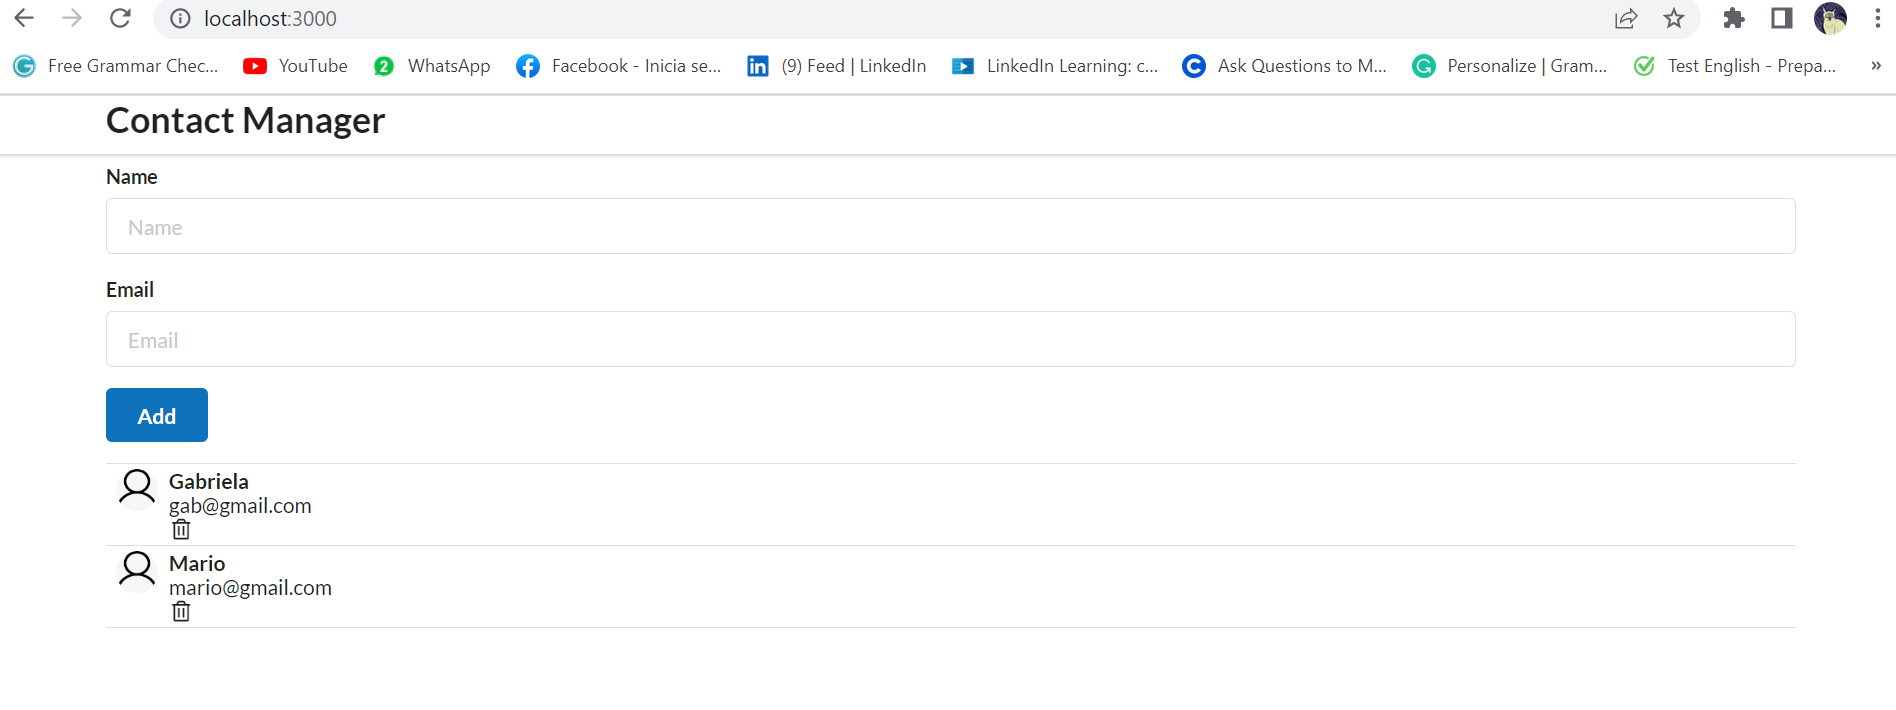 localhost:3000
Free Grammar Chec... YouTube 2 WhatsApp Facebook - Inicia se... (9) Feed | LinkedIn LinkedIn Learning: c... Ask Questions to M... Personalize | Gram... Test English - Prepa... »
Contact Manager
Name
Name
Email
Email
Add
Gabriela
gab@gmail.com
Mario
mario@gmail.com